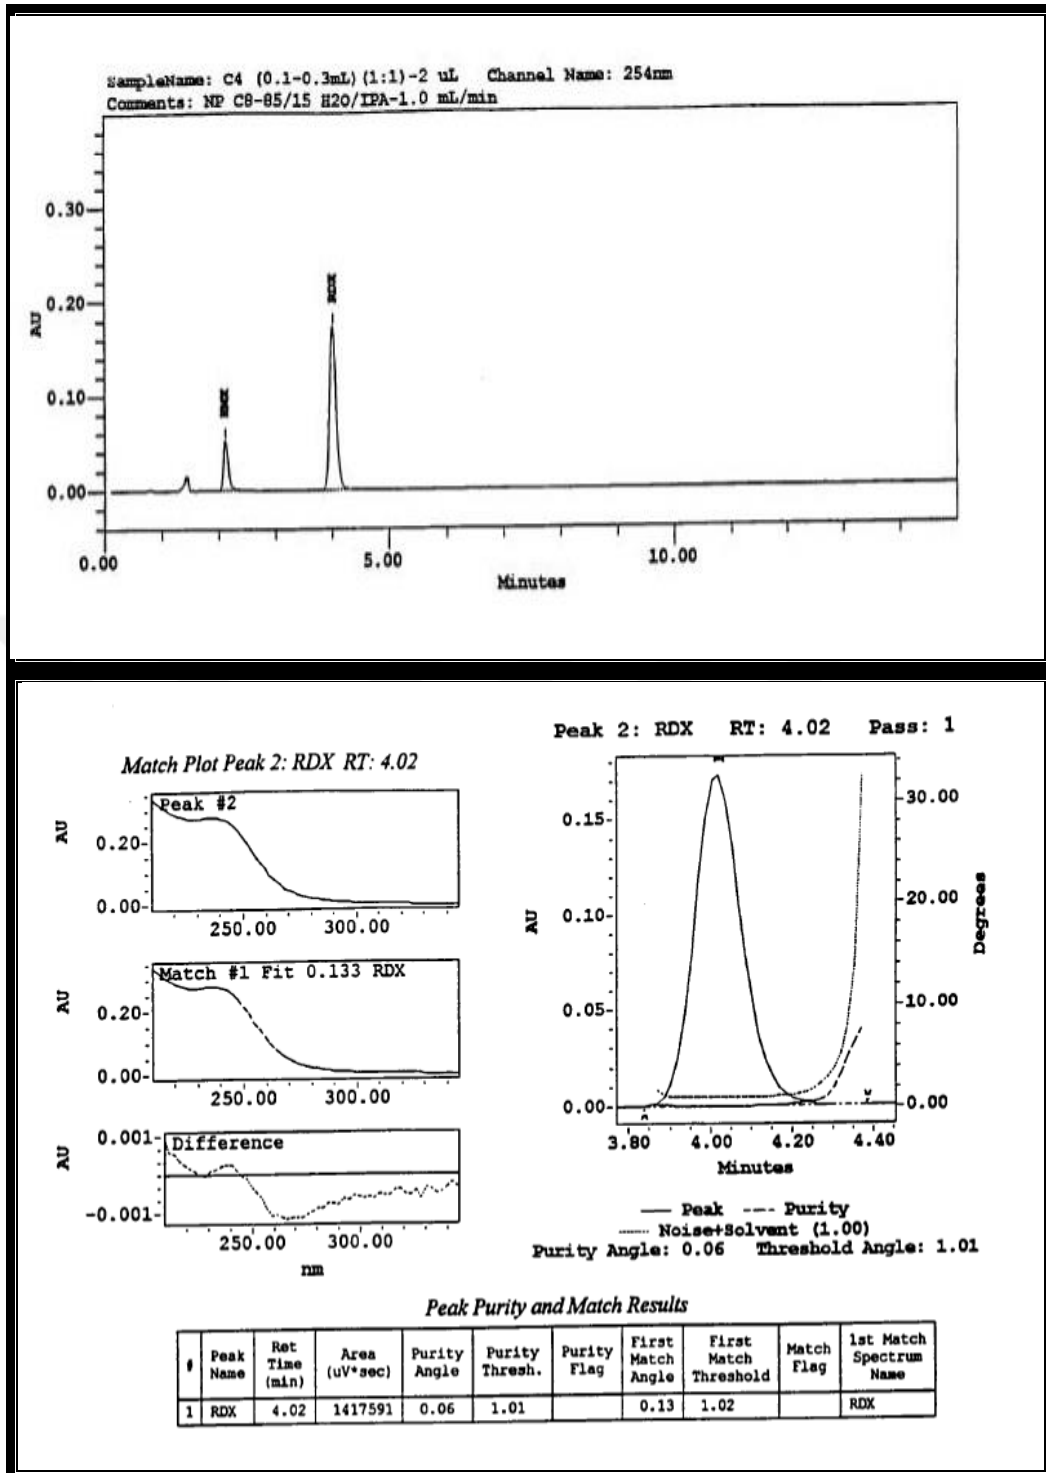 SampleName: C4 (0.1-0.3mL)(1:1)-2 uL Channel Name: 254nm
Comments: NP C8-85/15 H2O/IPA-1.0 mL/min
0.30
0.20
0.10
0.00
AU
HMX
RDX
0.00 5.00 10.00
Minutes
Peak 2: RDX RT: 4.02 Pass: 1
Match Plot Peak 2: RDX RT: 4.02
Peak #2
AU
0.20
0.00
250.00 300.00
Match #1 Fit 0.133 RDX
AU
0.20
0.00
250.00 300.00
Difference
AU
0.001
-0.001
250.00 300.00
nm
AU
0.15
0.10
0.05
0.00
30.00
20.00
10.00
0.00
Degrees
3.80 4.00 4.20 4.40
Minutes
Peak Purity
Noise+Solvent (1.00)
Purity Angle: 0.06 Threshold Angle: 1.01
Peak Purity and Match Results
# Peak Name Ret Time (min) Area (uV*sec) Purity Angle Purity Thresh. Purity Flag First Match Angle First Match Threshold Match Flag 1st Match Spectrum Name
1 RDX 4.02 1417591 0.06 1.01 0.13 1.02 RDX